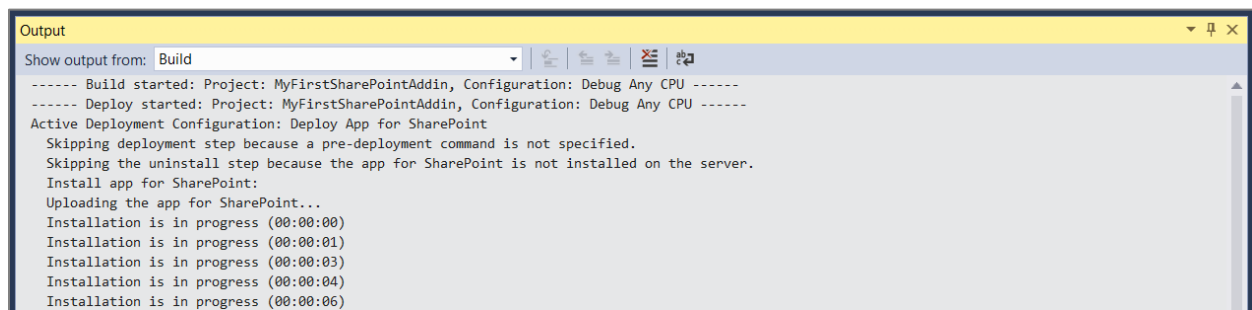 Output
Show output from: Build
------ Build started: Project: MyFirstSharePointAddin, Configuration: Debug Any CPU ------
------ Deploy started: Project: MyFirstSharePointAddin, Configuration: Debug Any CPU ------
Active Deployment Configuration: Deploy App for SharePoint
Skipping deployment step because a pre-deployment command is not specified.
Skipping the uninstall step because the app for SharePoint is not installed on the server.
Install app for SharePoint:
Uploading the app for SharePoint...
Installation is in progress (00:00:00)
Installation is in progress (00:00:01)
Installation is in progress (00:00:03)
Installation is in progress (00:00:04)
Installation is in progress (00:00:06)